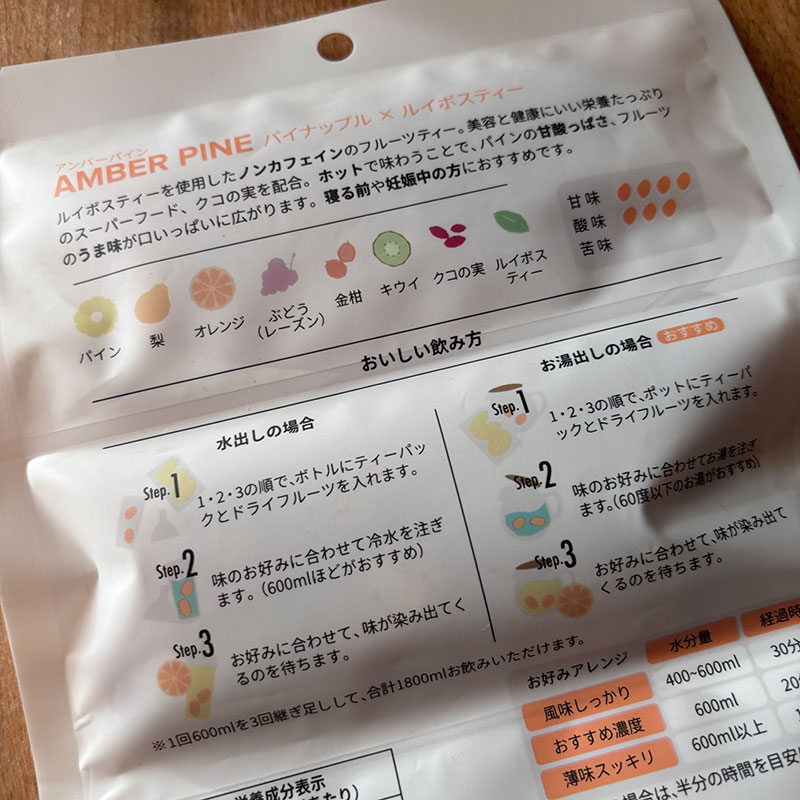 アンバーパイン
AMBER PINE パイナップル × ルイボスティー
ルイボスティーを使用したノンカフェインのフルーツティー。美容と健康にいい栄養たっぷり
のスーパーフード、クコの実を配合。ホットで味わうことで、パインの甘酸っぱさ、フルーツ
のうま味が口いっぱいに広がります。寝る前や妊娠中の方におすすめです。
甘味
酸味
苦味
パイン
梨
オレンジ
ぶどう
(レーズン)
金柑
キウイ
クコの実
ルイボス
ティー
おいしい飲み方
水出しの場合
Step.1
1・2・3の順で、ボトルにティーパッ
クとドライフルーツを入れます。
Step.2
味のお好みに合わせて冷水を注ぎ
ます。(600mlほどがおすすめ)
Step.3
お好みに合わせて、味が染み出てく
るのを待ちます。
お湯出しの場合 おすすめ
Step.1
1・2・3の順で、ポットにティーパ
ックとドライフルーツを入れます。
Step.2
味のお好みに合わせてお湯を注ぎ
ます。(60度以下のお湯がおすすめ)
Step.3
お好みに合わせて、味が染み出て
くるのを待ちます。
※1回600mlを3回継ぎ足しして、合計1800mlお飲みいただけます。
お好みアレンジ 水分量 経過時
風味しっかり 400~600ml 30分
おすすめ濃度 600ml 20
薄味スッキリ 600ml以上
場合は、半分の時間を目安
養成分表示
あたり)